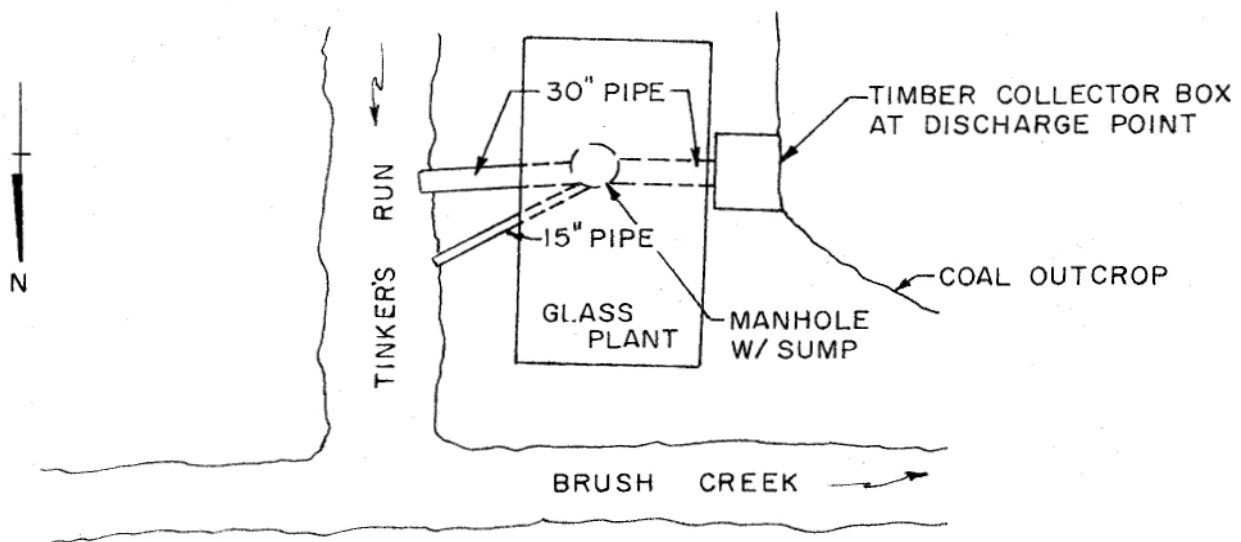 30" PIPE
TIMBER COLLECTOR BOX
AT DISCHARGE POINT
TINKER'S RUN
15" PIPE
N
COAL OUTCROP
GLASS
PLANT
MANHOLE
W/ SUMP
BRUSH CREEK